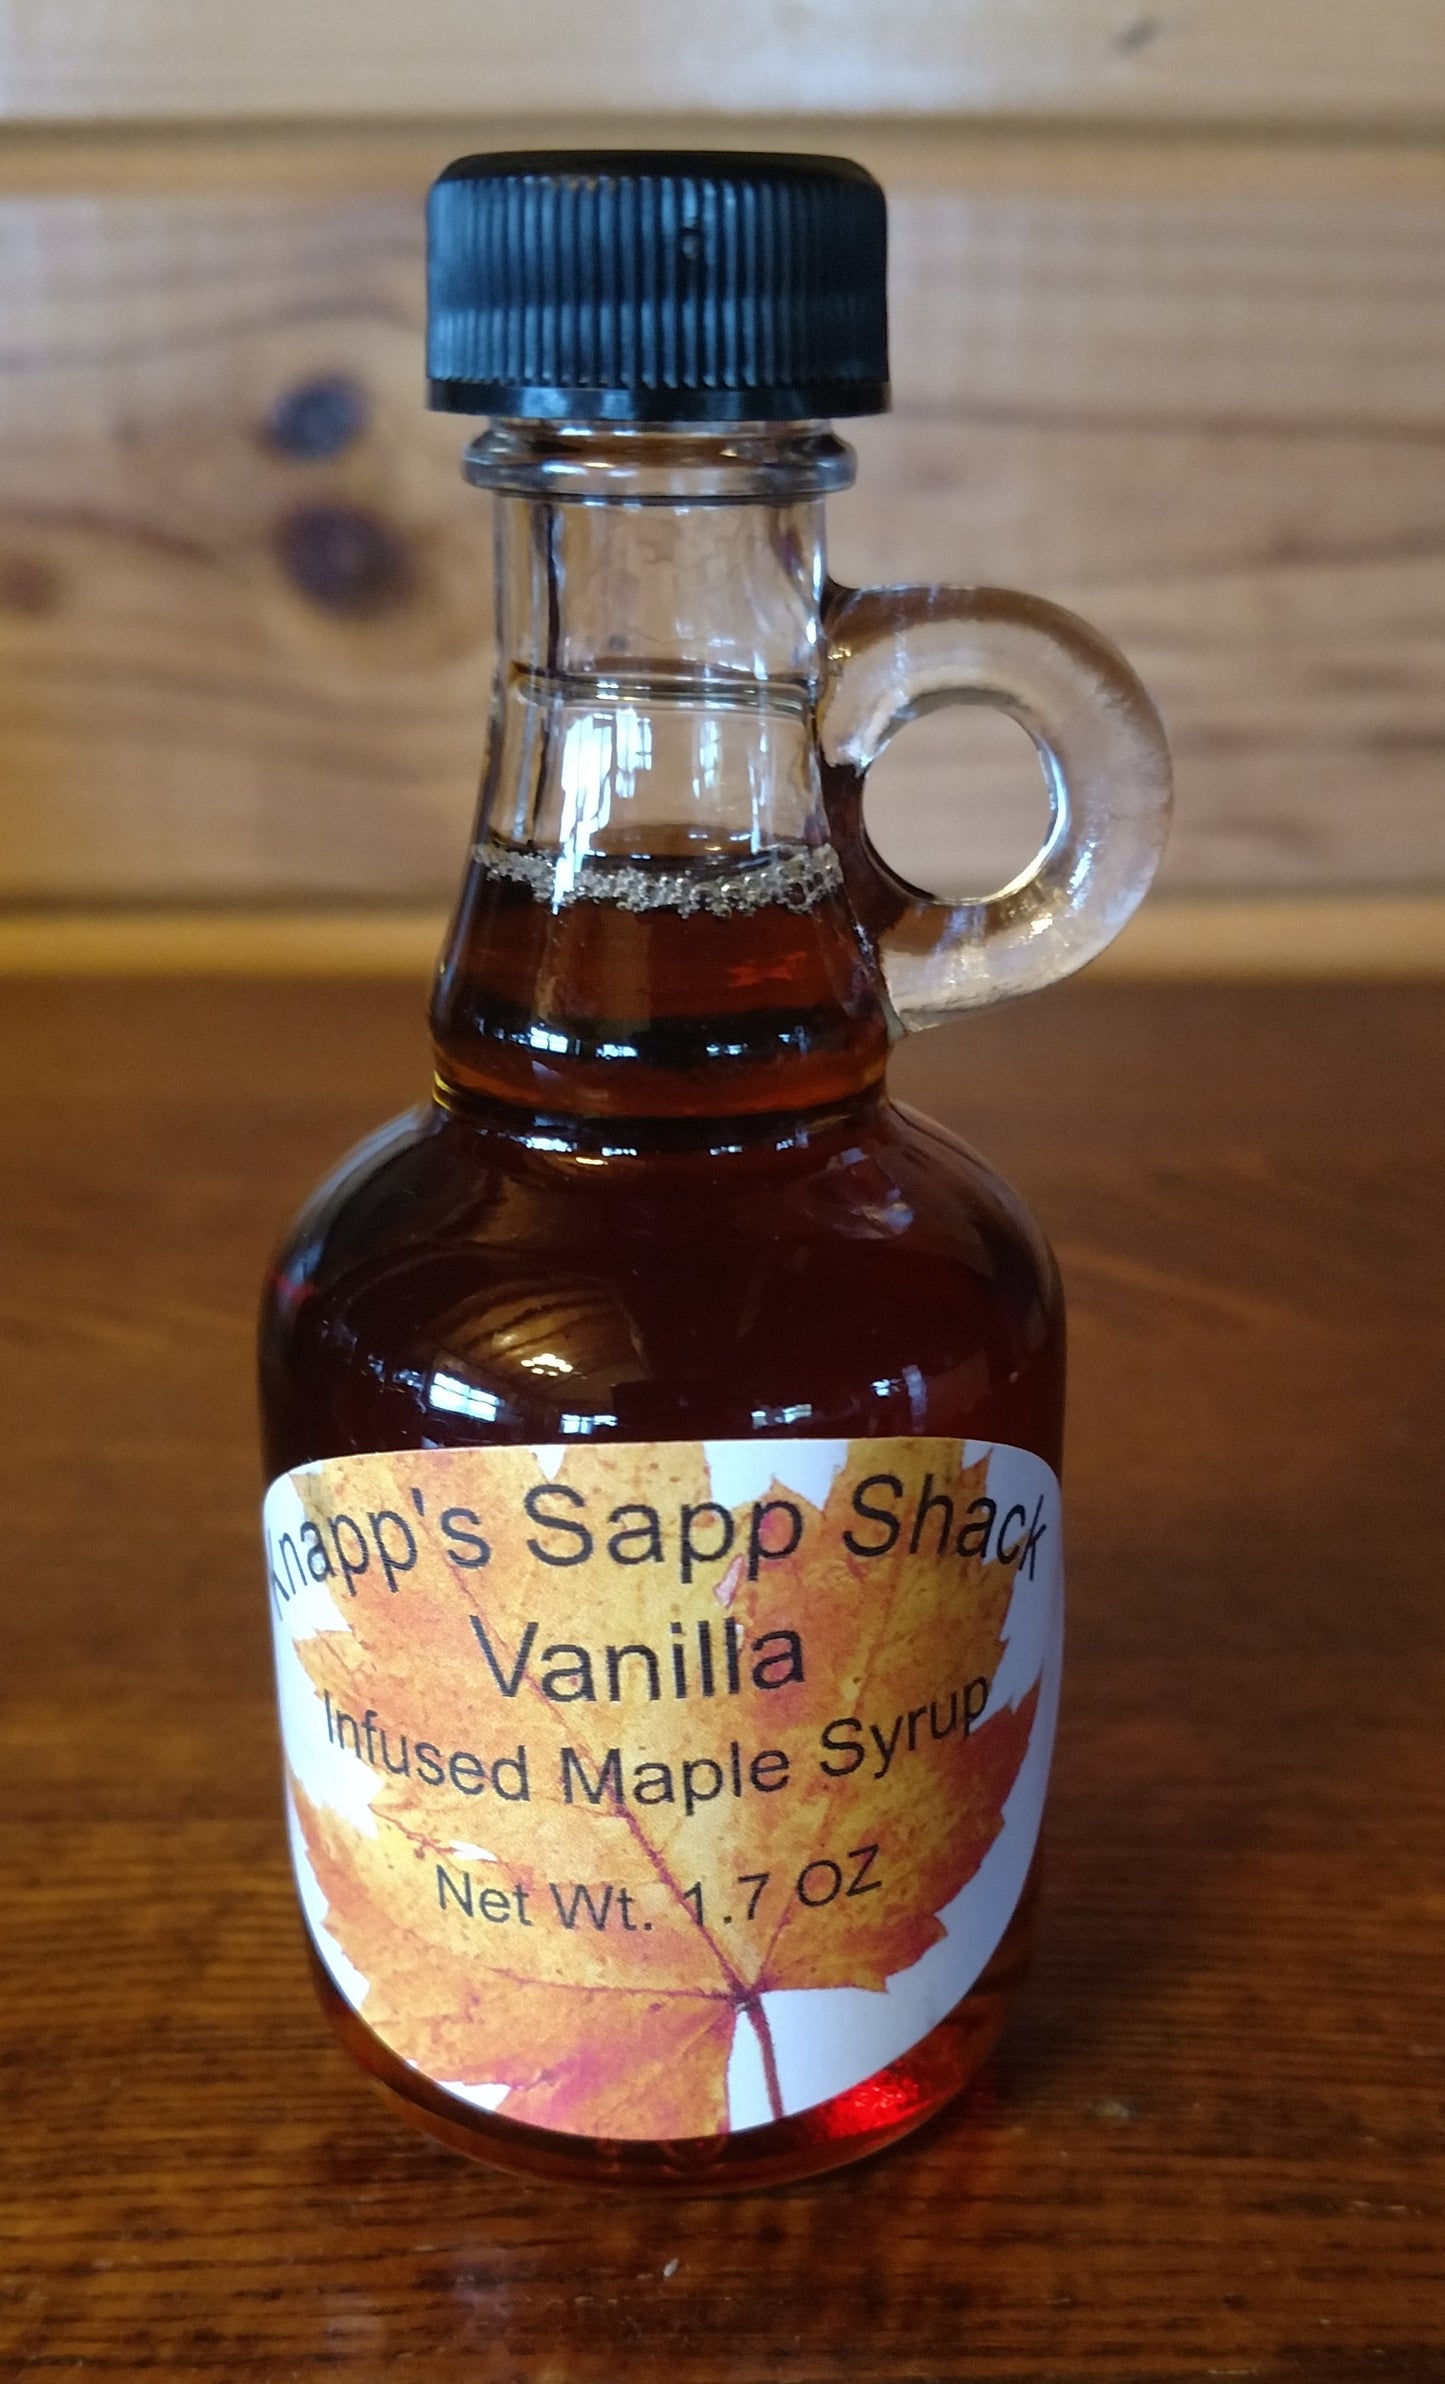 Knapp's Sapp Shack
Vanilla
Infused Maple Syrup
Net Wt. 1.7 OZ